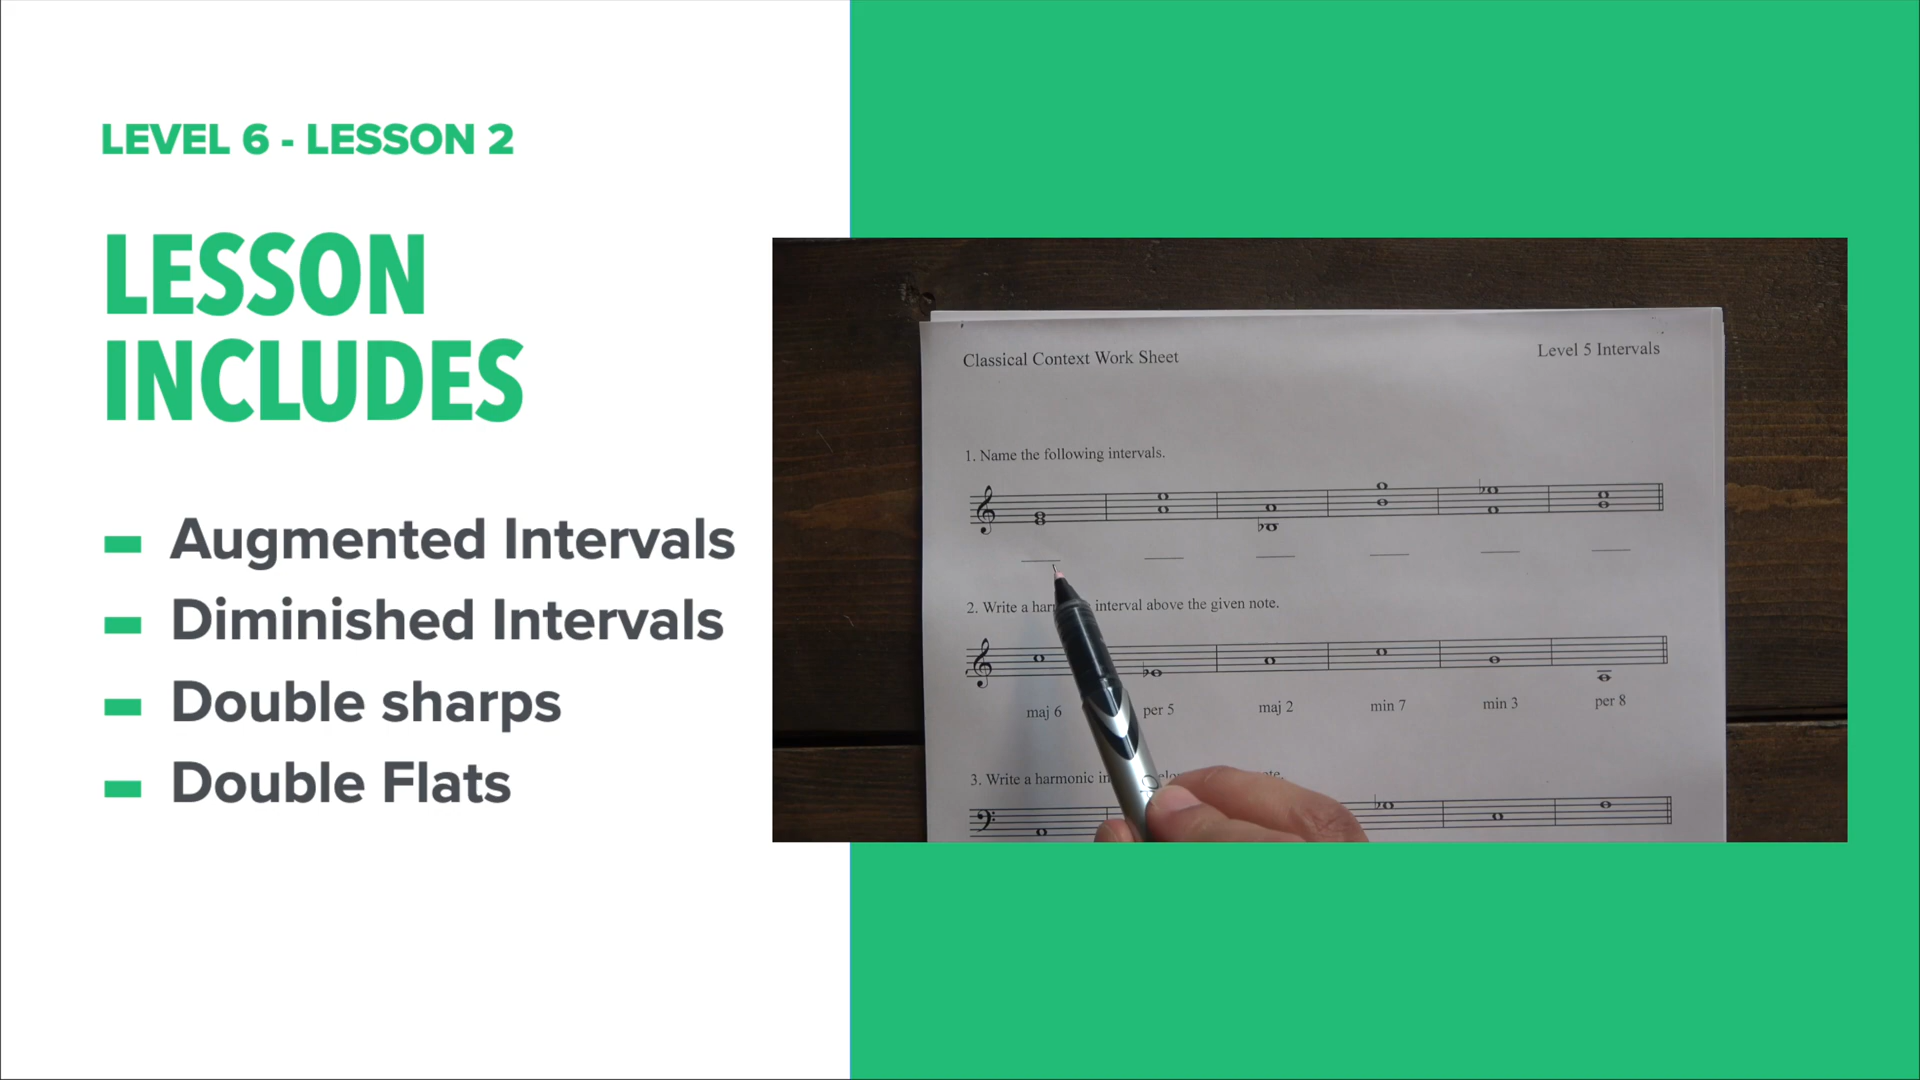 LEVEL 6 - LESSON 2
LESSON
INCLUDES
Augmented Intervals
Diminished Intervals
Double sharps
Double Flats
Classical Context Work Sheet
Level 5 Intervals
1. Name the following intervals.
2. Write a interval above the given note.
maj 6 per 5 maj 2 min 7 min 3 per 8
3. Write a harmonic